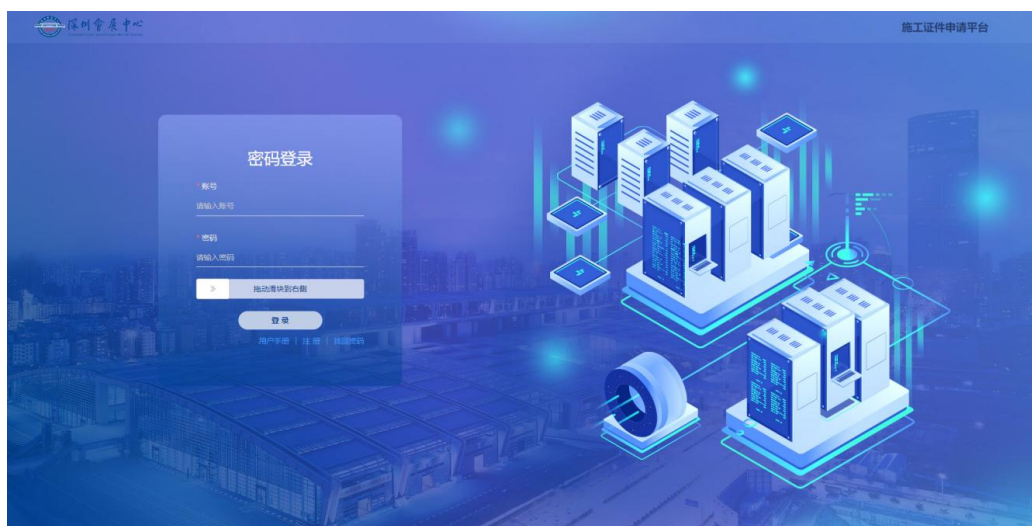 深圳会展中心
施工证件申请平台
密码登录
* 账号
请输入账号
* 密码
请输入密码
拖动滑块到右侧
登 录
用户手册 | 注 册 | 找回密码